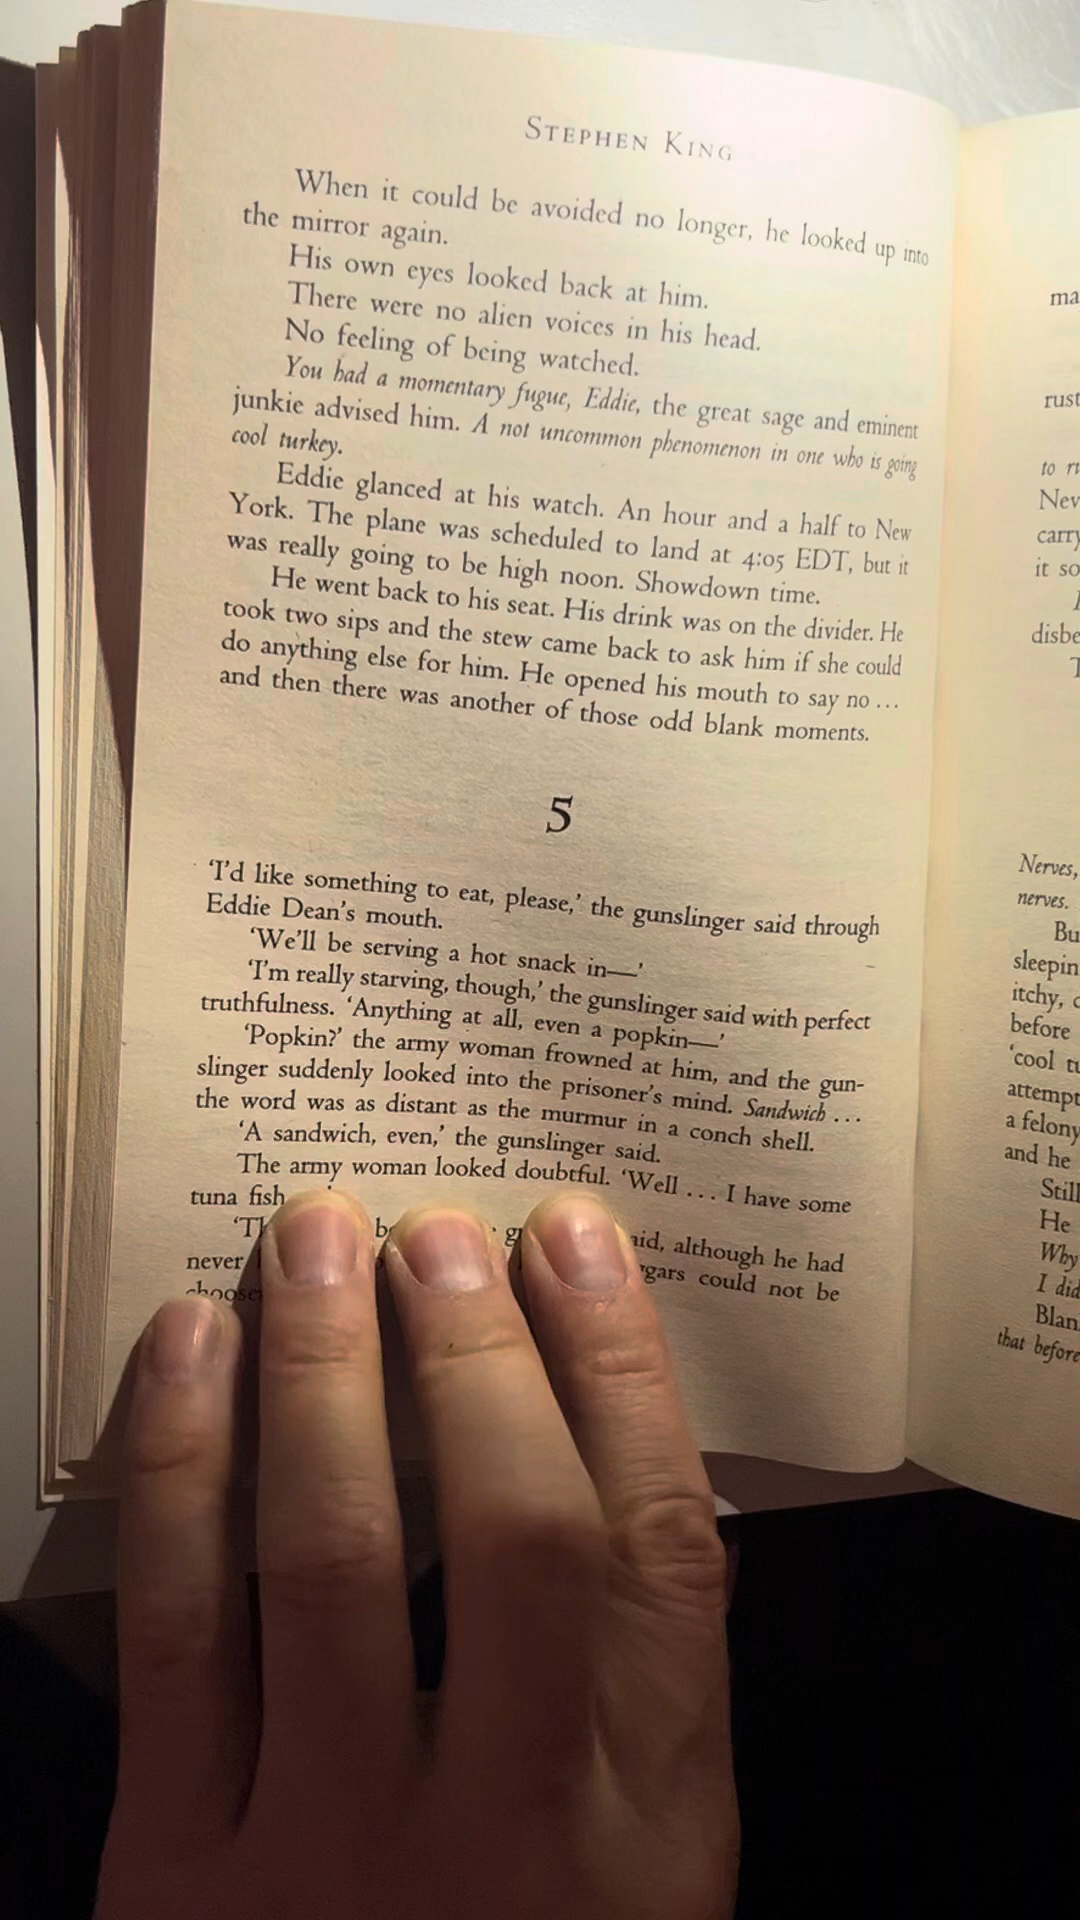 STEPHEN KING
When it could be avoided no longer, he looked up into
the mirror again.
His own eyes looked back at him.
There were no alien voices in his head.
No feeling of being watched.
You had a momentary fugue, Eddie, the great sage and eminent
junkie advised him. A not uncommon phenomenon in one who is going
cool turkey.
Eddie glanced at his watch. An hour and a half to New
York. The plane was scheduled to land at 4:05 EDT, but it
was really going to be high noon. Showdown time.
He went back to his seat. His drink was on the divider. He
took two sips and the stew came back to ask him if she could
do anything else for him. He opened his mouth to say no ...
and then there was another of those odd blank moments.
5
‘I’d like something to eat, please,’ the gunslinger said through
Eddie Dean’s mouth.
‘We’ll be serving a hot snack in—’
‘I’m really starving, though,’ the gunslinger said with perfect
truthfulness. ‘Anything at all, even a popkin—’
‘Popkin?’ the army woman frowned at him, and the gun-
slinger suddenly looked into the prisoner’s mind. Sandwich ...
the word was as distant as the murmur in a conch shell.
‘A sandwich, even,’ the gunslinger said.
The army woman looked doubtful. ‘Well ... I have some
tuna fish
although he had
never could not be
ma
rust
to
Nev
carry
it so
disbe
Nerves,
nerves.
Bu
sleepin
itchy,
before
‘cool
attempt
a felony
and he
Still
He
Why
I did
Blan
that before